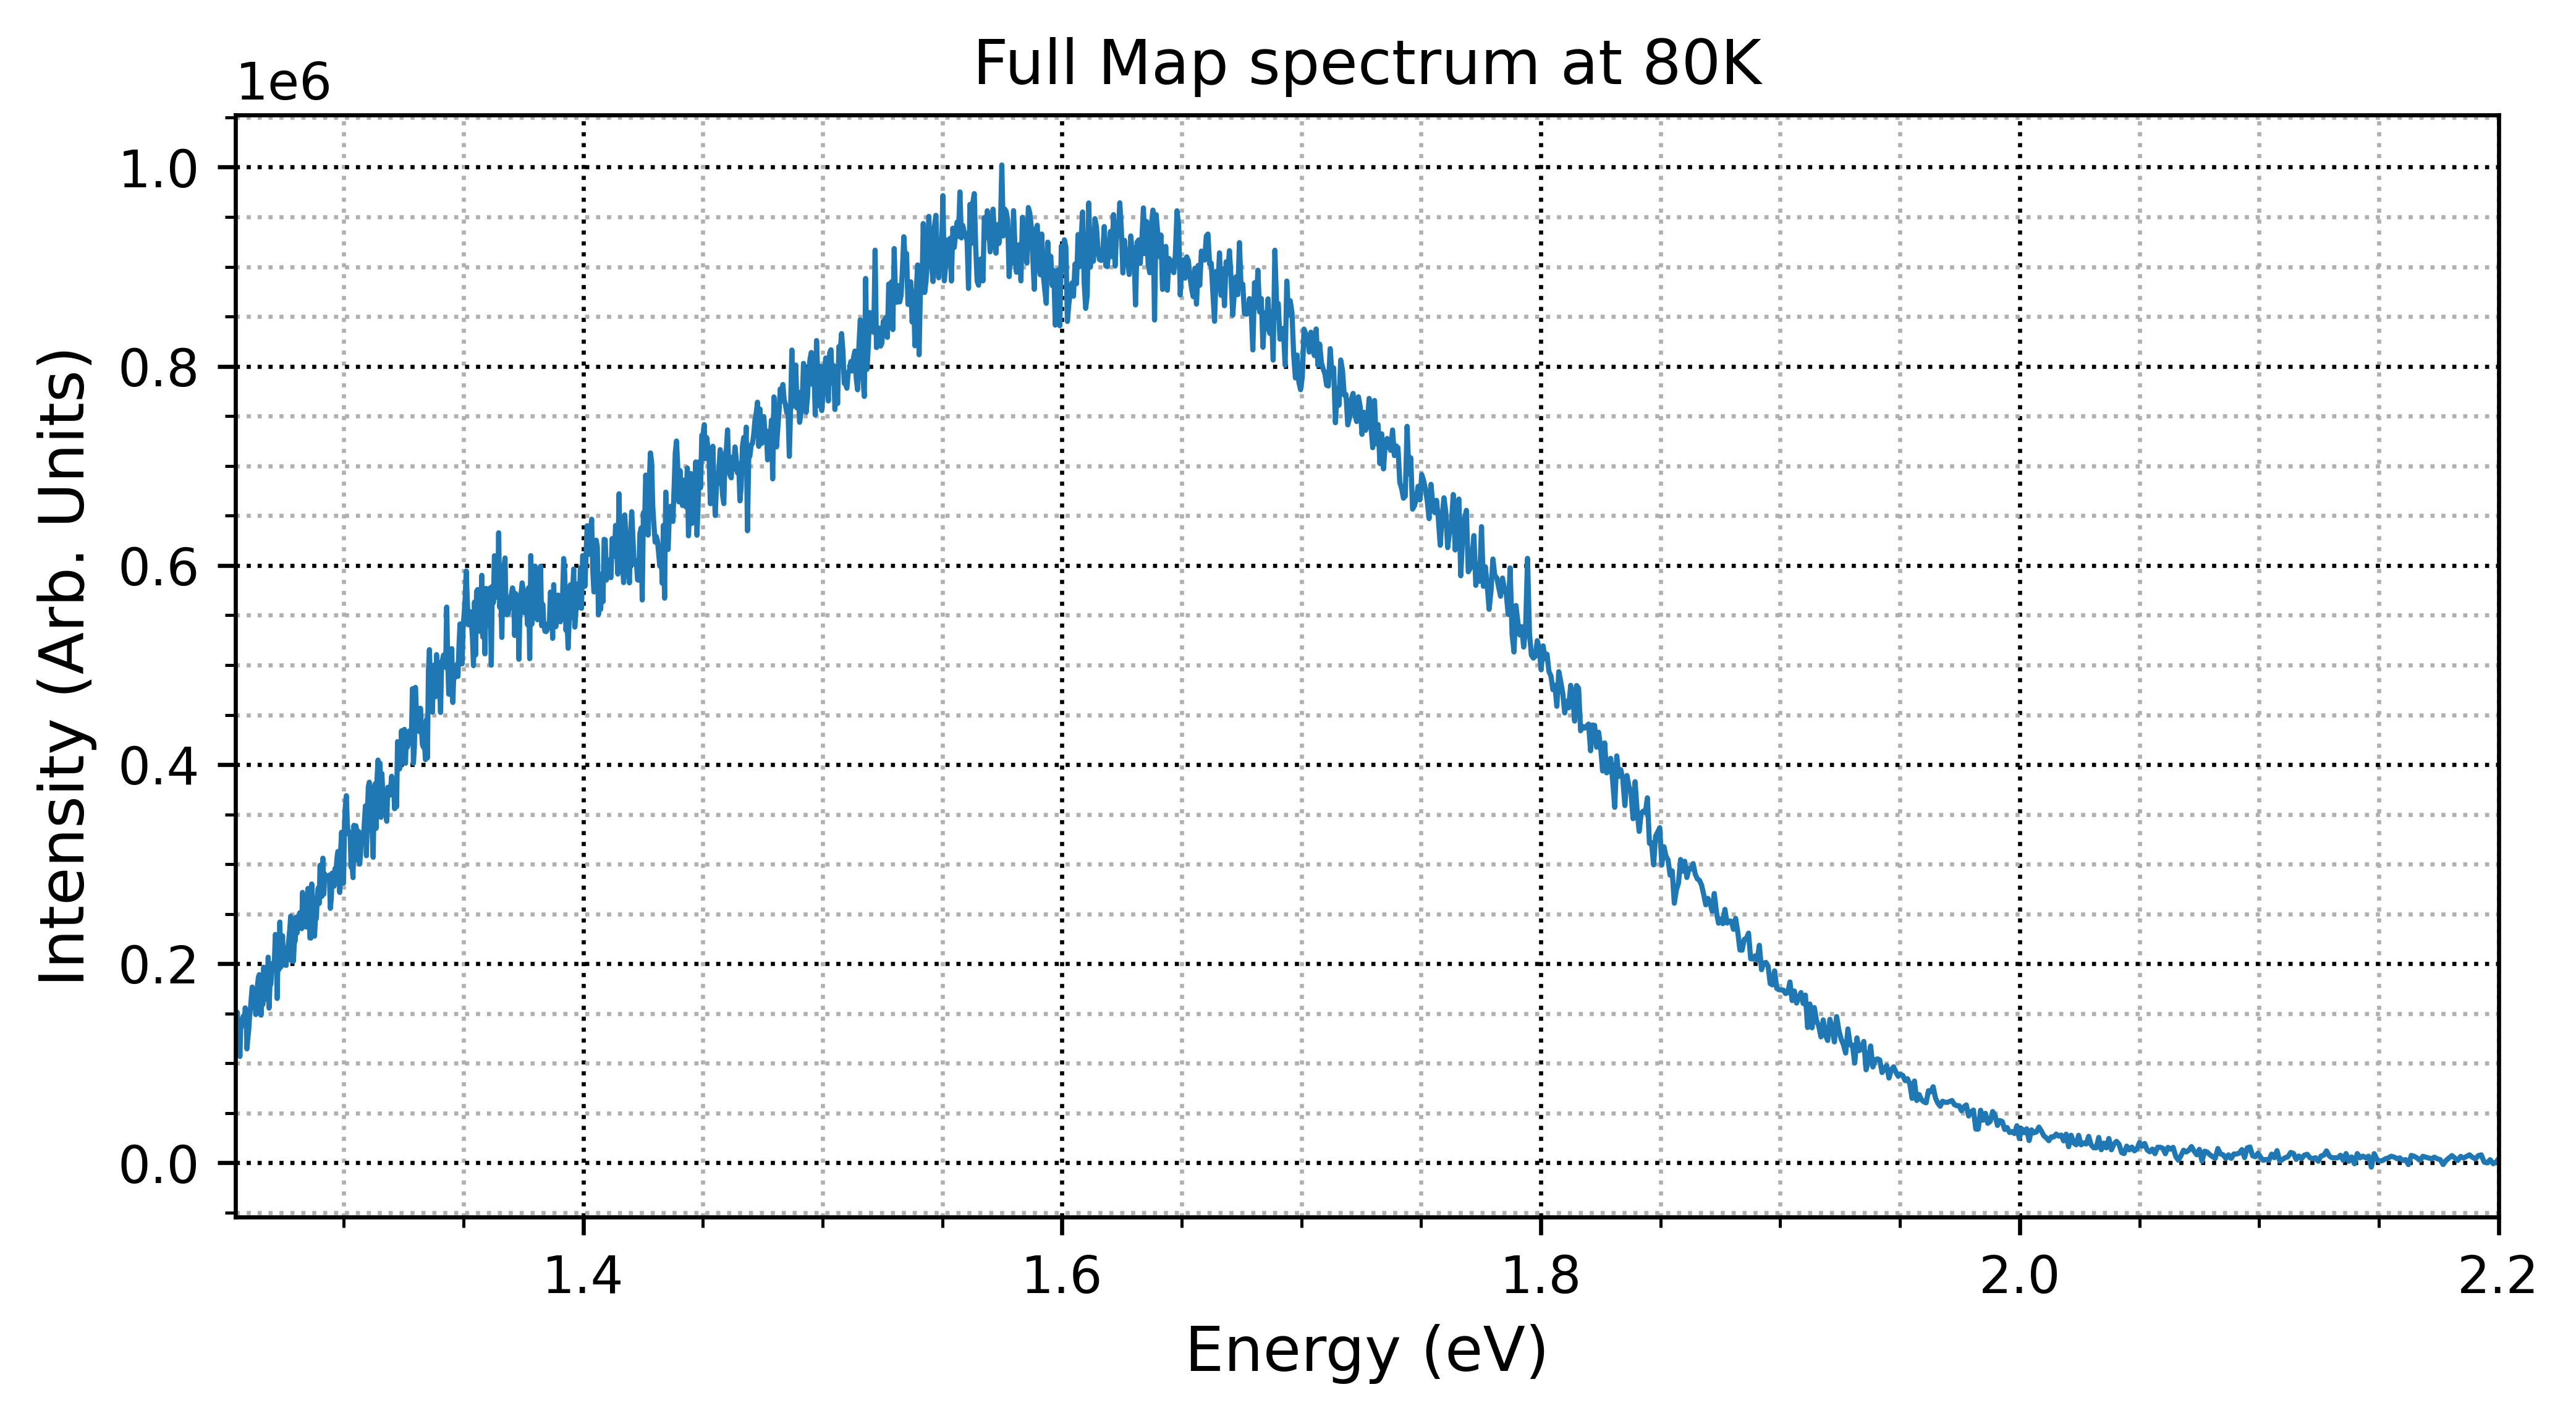 Full Map spectrum at 80K
1e6
1.0
0.8
0.6
0.4
0.2
0.0
Intensity (Arb. Units)
1.4 1.6 1.8 2.0 2.2
Energy (eV)